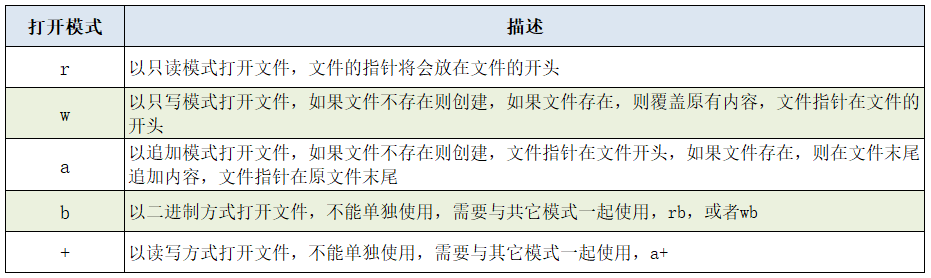 打开模式 描述
r 以只读模式打开文件，文件的指针将会放在文件的开头
w 以只写模式打开文件，如果文件不存在则创建，如果文件存在，则覆盖原有内容，文件指针在文件的
开头
a 以追加模式打开文件，如果文件不存在则创建，文件指针在文件开头，如果文件存在，则在文件末尾
追加内容，文件指针在原文件末尾
b 以二进制方式打开文件，不能单独使用，需要与共它模式一起使用，rb，或者wb
+ 以读写方式打开文件，不能单独使用，需要与其它模式一起使用，a+